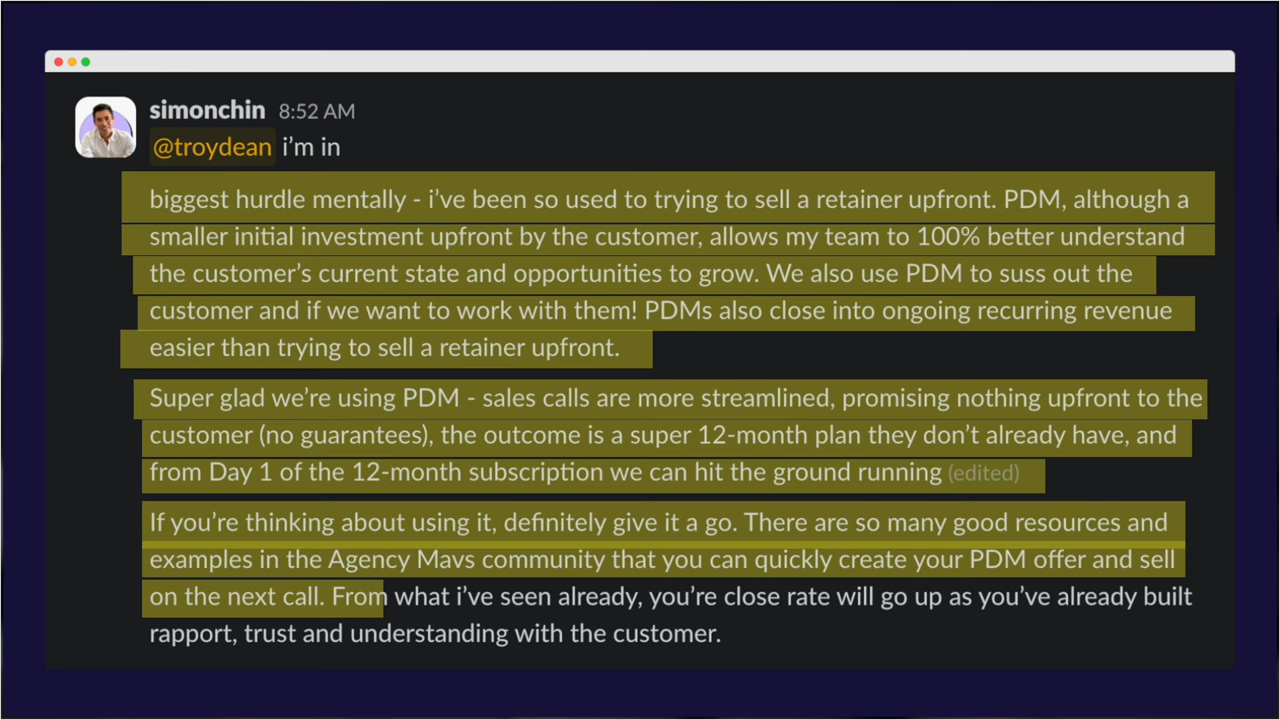 simonchin 8:52 AM
@troydean i’m in
biggest hurdle mentally - i’ve been so used to trying to sell a retainer upfront. PDM, although a
smaller initial investment upfront by the customer, allows my team to 100% better understand
the customer’s current state and opportunities to grow. We also use PDM to suss out the
customer and if we want to work with them! PDMs also close into ongoing recurring revenue
easier than trying to sell a retainer upfront.
Super glad we’re using PDM - sales calls are more streamlined, promising nothing upfront to the
customer (no guarantees), the outcome is a super 12-month plan they don’t already have, and
from Day 1 of the 12-month subscription we can hit the ground running (edited)
If you’re thinking about using it, definitely give it a go. There are so many good resources and
examples in the Agency Mavs community that you can quickly create your PDM offer and sell
on the next call. From what i’ve seen already, you’re close rate will go up as you’ve already built
rapport, trust and understanding with the customer.